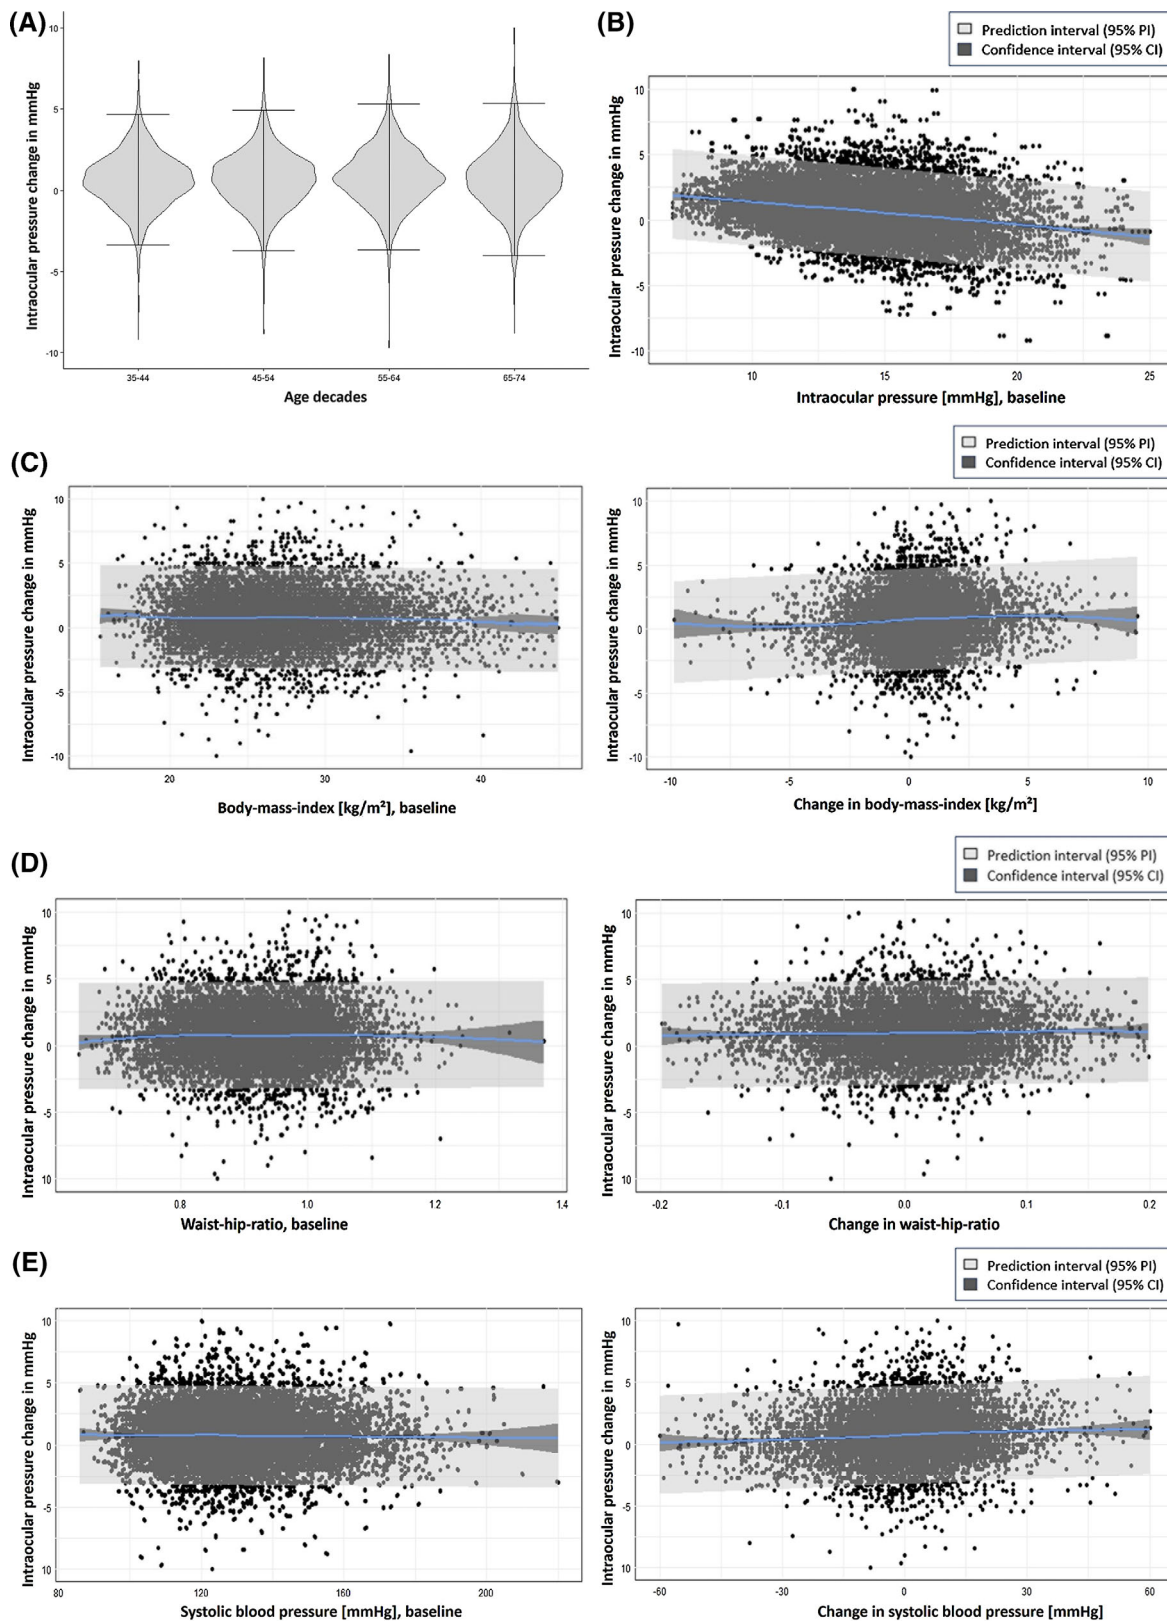 (A)
Intraocular pressure change in mmHg
10
5
0
-5
-10
35-44 45-54 55-64 65-74
Age decades
(B)
Prediction interval (95% PI)
Confidence interval (95% CI)
Intraocular pressure change in mmHg
10
5
0
-5
-10
10 15 20 25
Intraocular pressure [mmHg], baseline
(C)
Intraocular pressure change in mmHg
10
5
0
-5
-10
20 30 40
Body-mass-index [kg/m²], baseline
Prediction interval (95% PI)
Confidence interval (95% CI)
Intraocular pressure change in mmHg
10
5
0
-5
-10
-10 -5 0 5 10
Change in body-mass-index [kg/m²]
(D)
Intraocular pressure change in mmHg
10
5
0
-5
10
0.8 1.0 1.2 1.4
Waist-hip-ratio, baseline
Prediction interval (95% PI)
Confidence interval (95% CI)
Intraocular pressure change in mmHg
10
5
0
-5
10
-0.2 -0.1 0.0 0.1 0.2
Change in waist-hip-ratio
(E)
Intraocular pressure change in mmHg
10
5
0
-5
10
80 120 160 200
Systolic blood pressure [mmHg], baseline
Prediction interval (95% PI)
Confidence interval (95% CI)
Intraocular pressure change in mmHg
10
5
0
-5
10
-60 -30 0 30 60
Change in systolic blood pressure [mmHg]